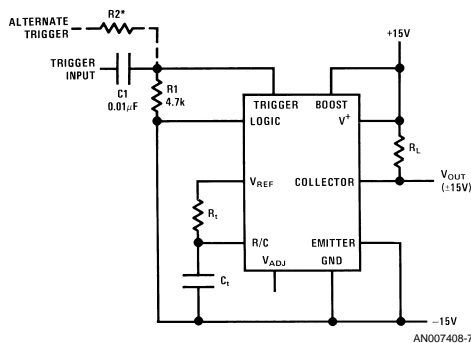 ALTERNATE
TRIGGER
R2*
TRIGGER
INPUT
C1
0.01μF
R1
4.7k
+15V
TRIGGER
BOOST
LOGIC
V+
RL
VREF
COLLECTOR
VOUT
(±15V)
Rt
R/C
EMITTER
VADJ
GND
Ct
−15V
AN007408-7